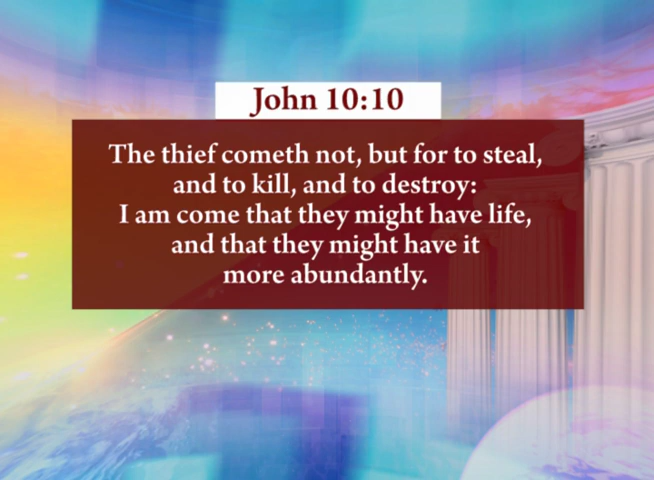 John 10:10
The thief cometh not, but for to steal,
and to kill, and to destroy:
I am come that they might have life,
and that they might have it
more abundantly.